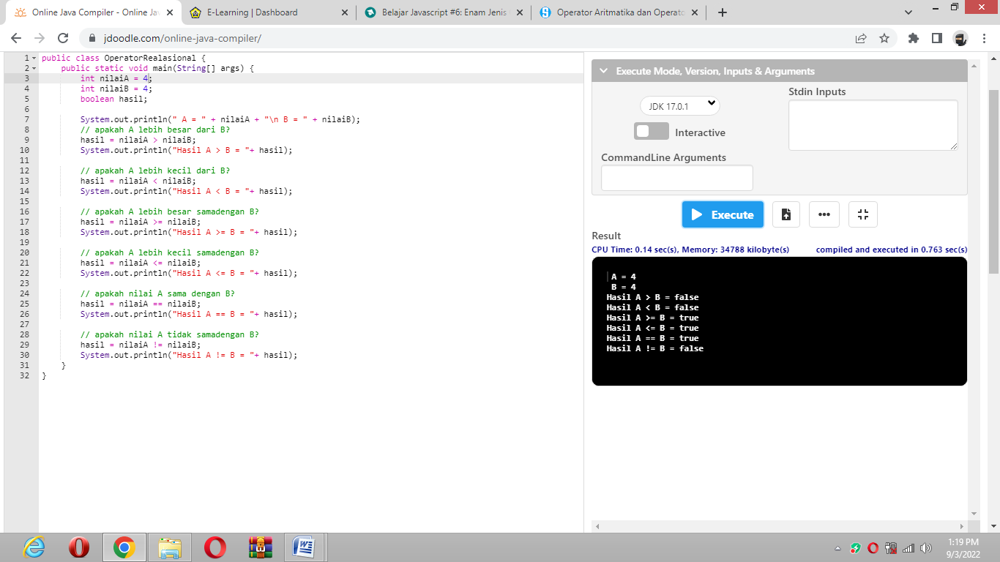 Online Java Compiler - Online Ja
E-Learning | Dashboard
Belajar Javascript #6: Enam Jenis
Operator Aritmatika dan Operato
jdoodle.com/online-java-compiler/
1 public class OperatorRealasional {
2 public static void main(String[] args) {
3 int nilaiA = 4;
4 int nilaiB = 4;
5 boolean hasil;
6
7 System.out.println(" A = " + nilaiA + "\n B = " + nilaiB);
8 // apakah A lebih besar dari B?
9 hasil = nilaiA > nilaiB;
10 System.out.println("Hasil A > B = "+ hasil);
11
12 // apakah A lebih kecil dari B?
13 hasil = nilaiA < nilaiB;
14 System.out.println("Hasil A < B = "+ hasil);
15
16 // apakah A lebih besar samadengan B?
17 hasil = nilaiA >= nilaiB;
18 System.out.println("Hasil A >= B = "+ hasil);
19
20 // apakah A lebih kecil samadengan B?
21 hasil = nilaiA <= nilaiB;
22 System.out.println("Hasil A <= B = "+ hasil);
23
24 // apakah nilai A sama dengan B?
25 hasil = nilaiA == nilaiB;
26 System.out.println("Hasil A == B = "+ hasil);
27
28 // apakah nilai A tidak samadengan B?
29 hasil = nilaiA != nilaiB;
30 System.out.println("Hasil A != B = "+ hasil);
31 }
32 }
Execute Mode, Version, Inputs & Arguments
JDK 17.0.1
Interactive
Stdin Inputs
CommandLine Arguments
Execute
Result
CPU Time: 0.14 sec(s), Memory: 34788 kilobyte(s)
compiled and executed in 0.763 sec(s)
A = 4
B = 4
Hasil A > B = false
Hasil A < B = false
Hasil A >= B = true
Hasil A <= B = true
Hasil A == B = true
Hasil A != B = false
1:19 PM
9/3/2022